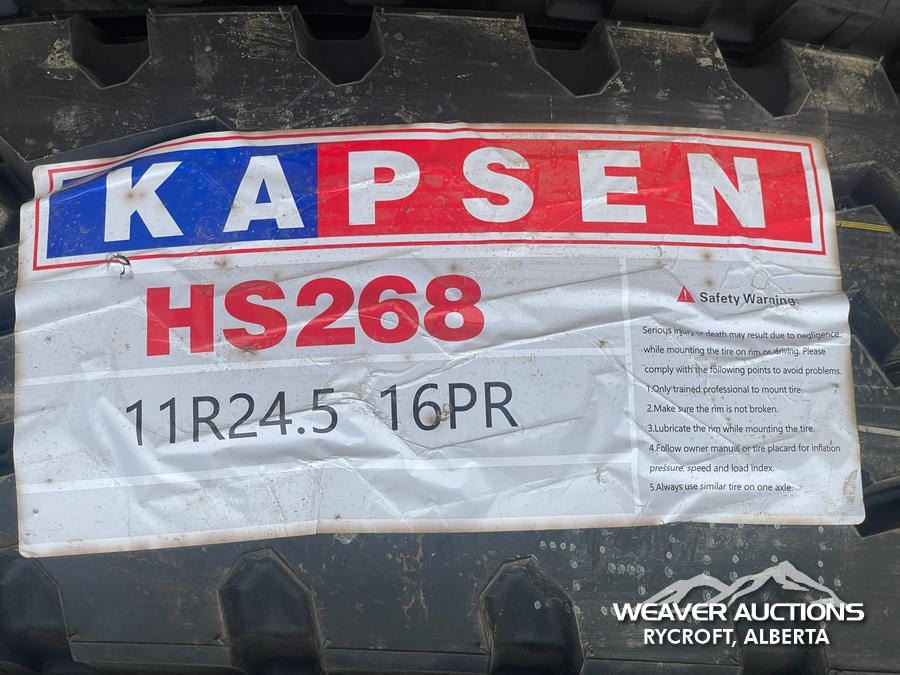 KAPSEN
HS268
11R24.5 16PR
Safety Warning:
Serious injury or death may result due to negligence
while mounting the tire on rim or driving. Please
comply with the following points to avoid problems.
1.Only trained professional to mount tire.
2.Make sure the rim is not broken.
3.Lubricate the rim while mounting the tire.
4.Follow owner manual or tire placard for inflation
pressure, speed and load index.
5.Always use similar tire on one axle.
WEAVER AUCTIONS
RYCROFT, ALBERTA